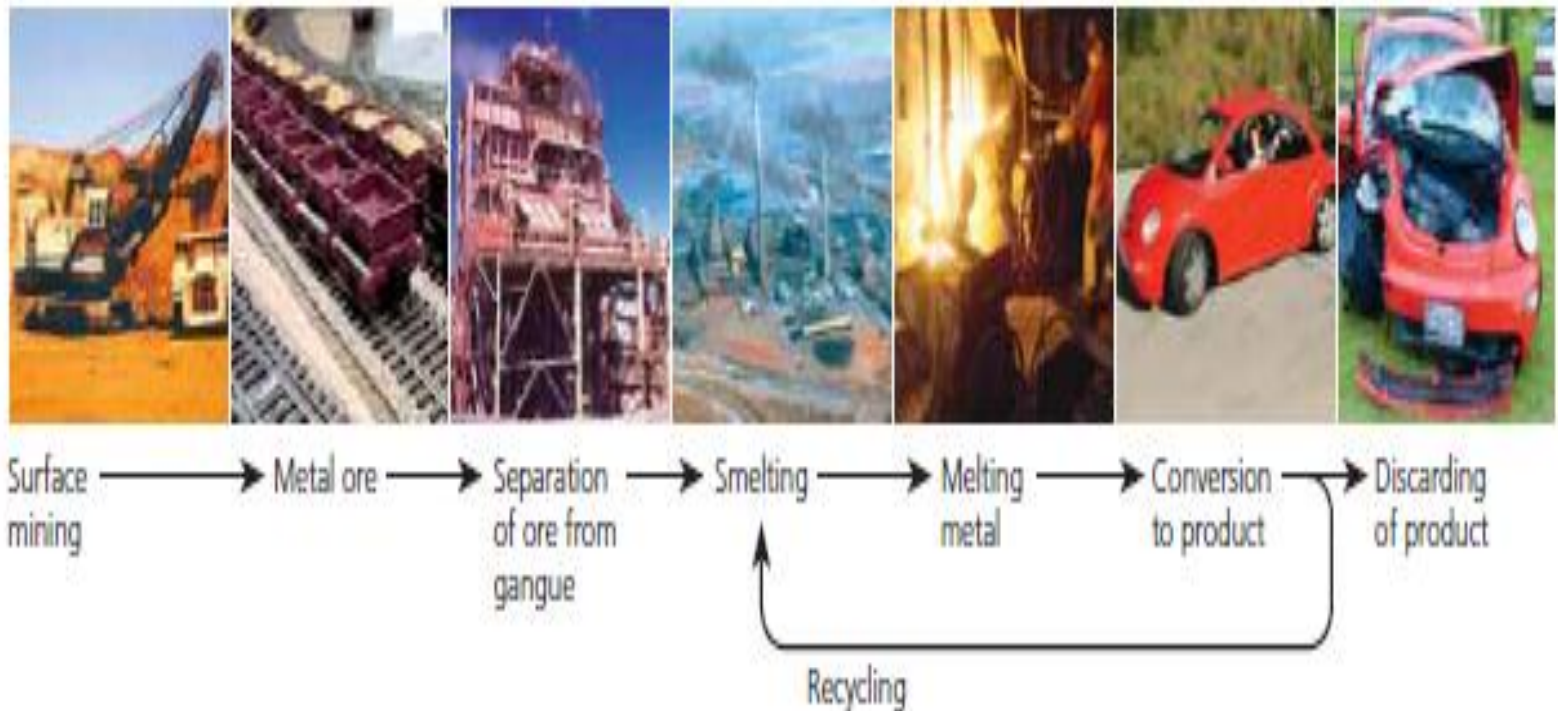 Surface
mining
Metal ore
Separation
of ore from
gangue
Smelting
Melting
metal
Conversion
to product
Discarding
of product
Recycling